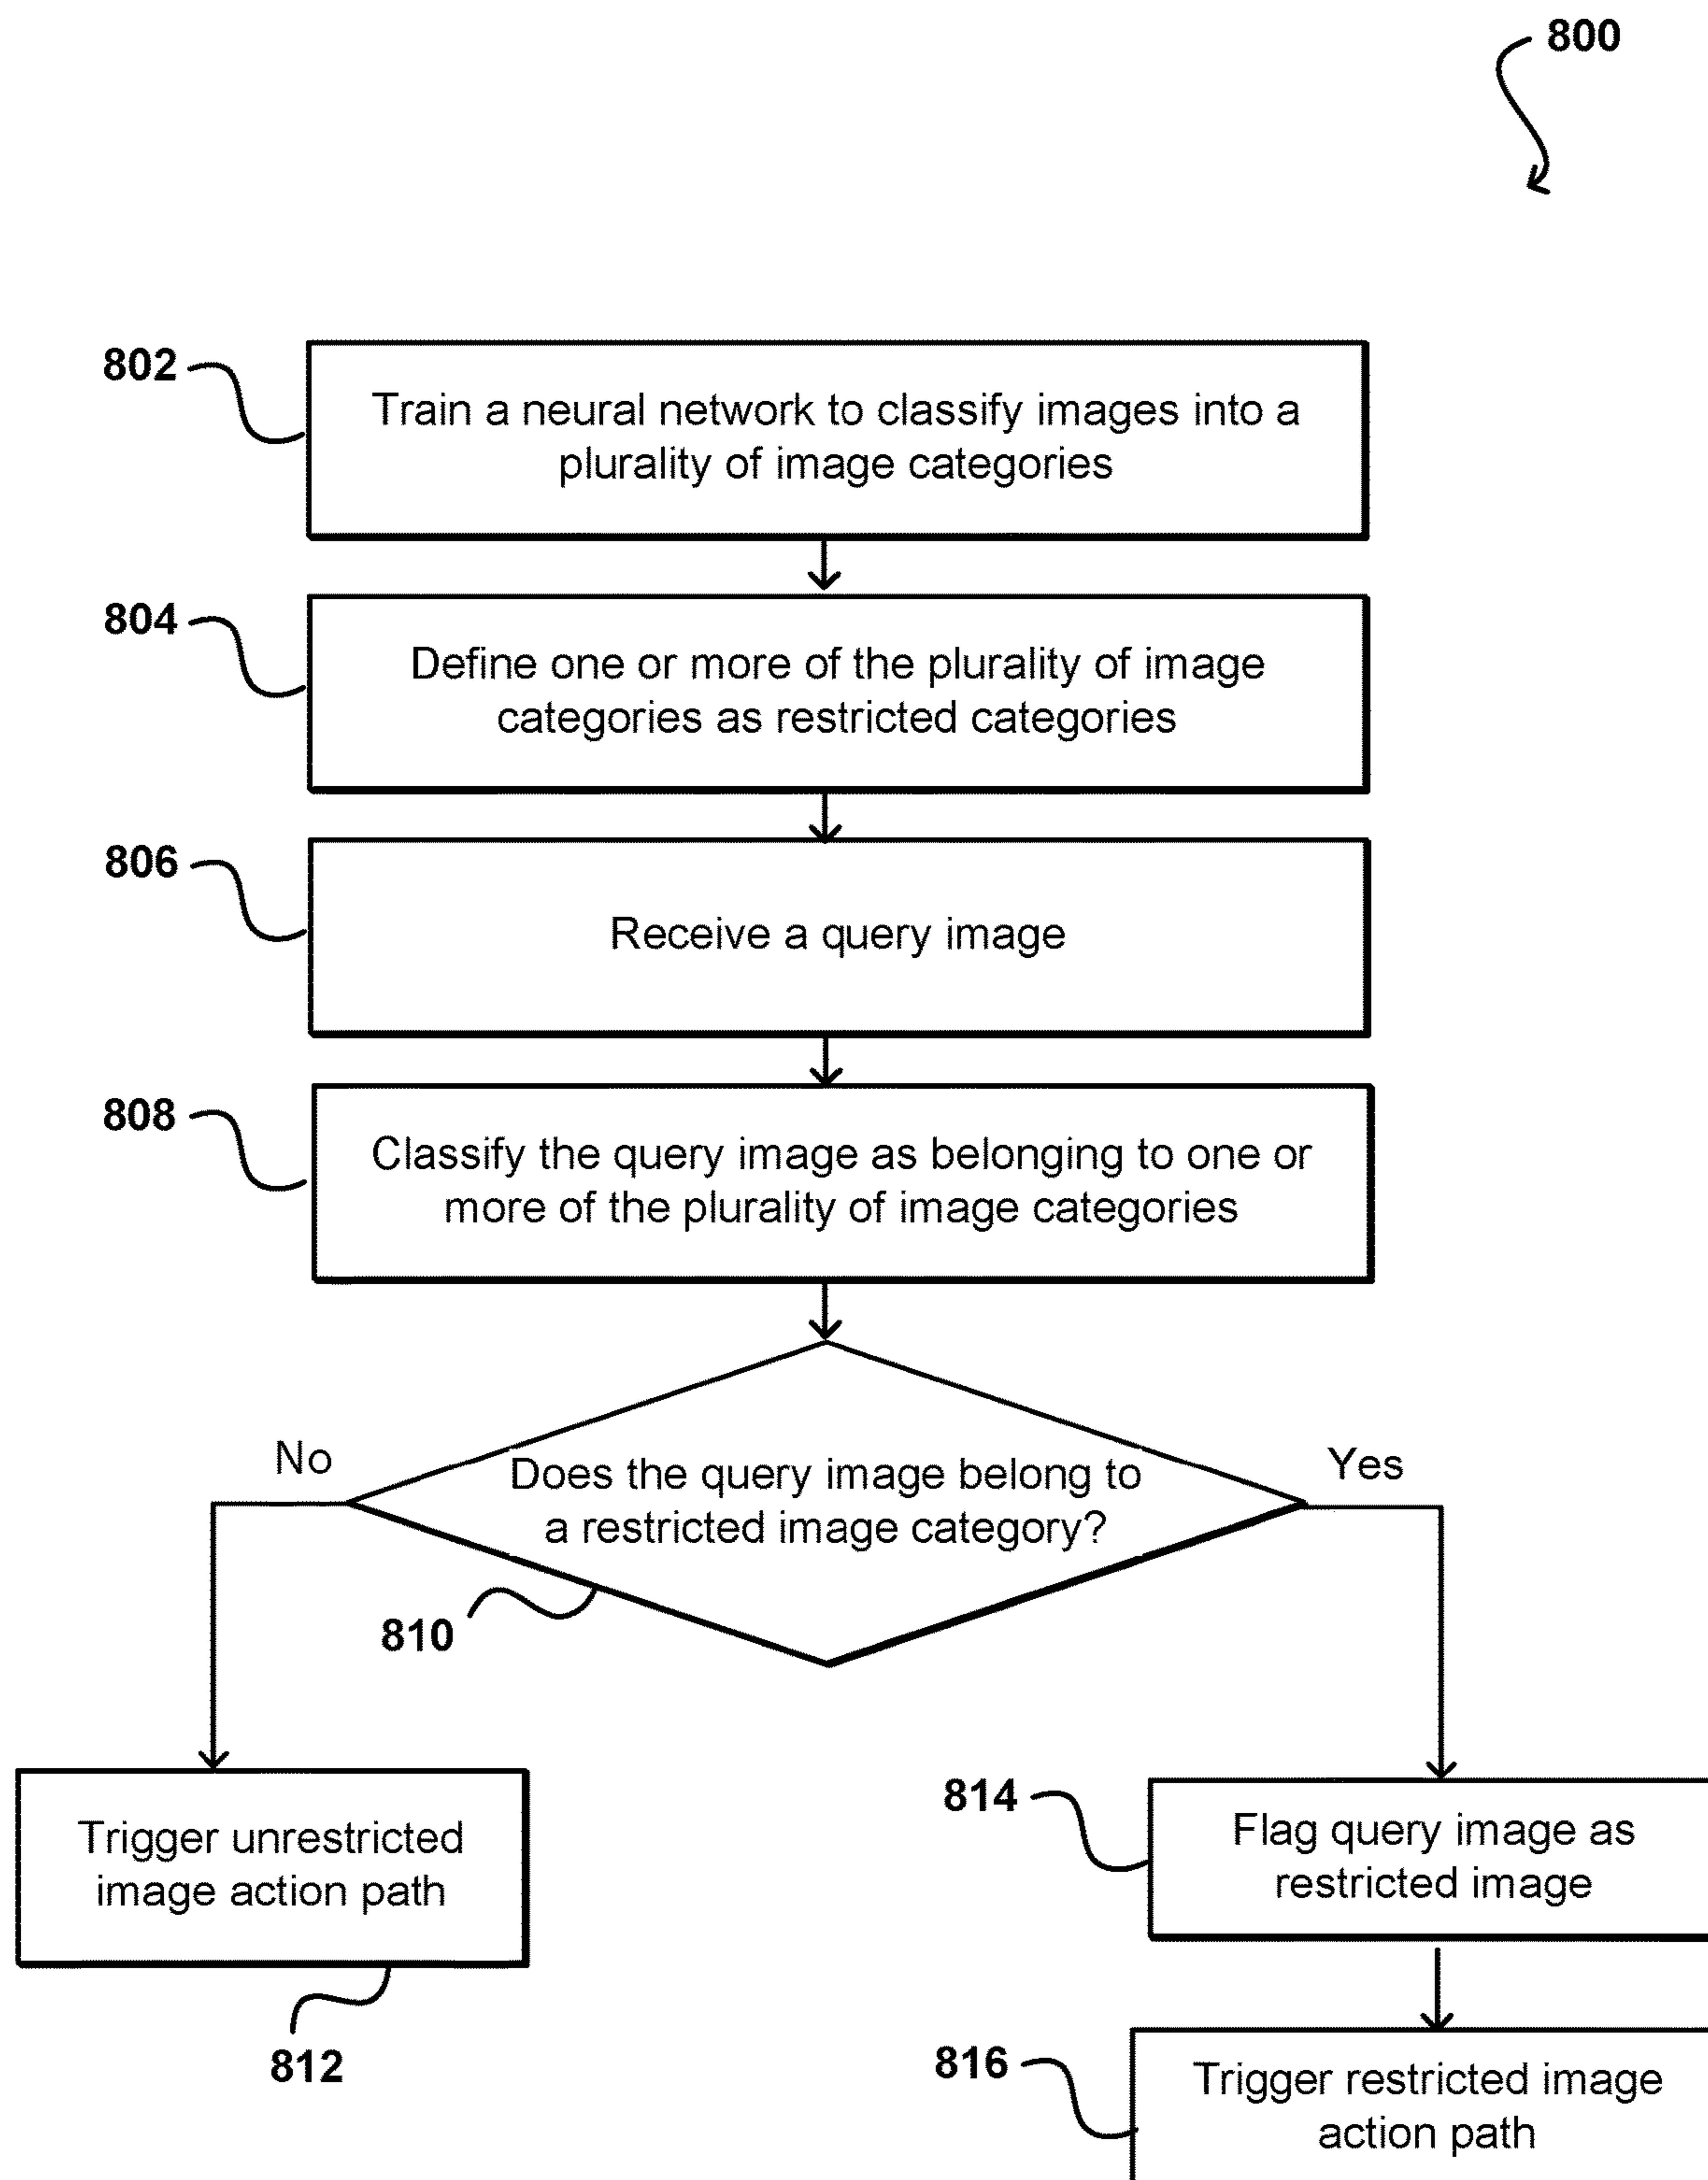 800
802
Train a neural network to classify images into a
plurality of image categories
804
Define one or more of the plurality of image
categories as restricted categories
806
Receive a query image
808
Classify the query image as belonging to one or
more of the plurality of image categories
No
Yes
Does the query image belong to
a restricted image category?
810
Trigger unrestricted
image action path
812
814
Flag query image as
restricted image
816
Trigger restricted image
action path